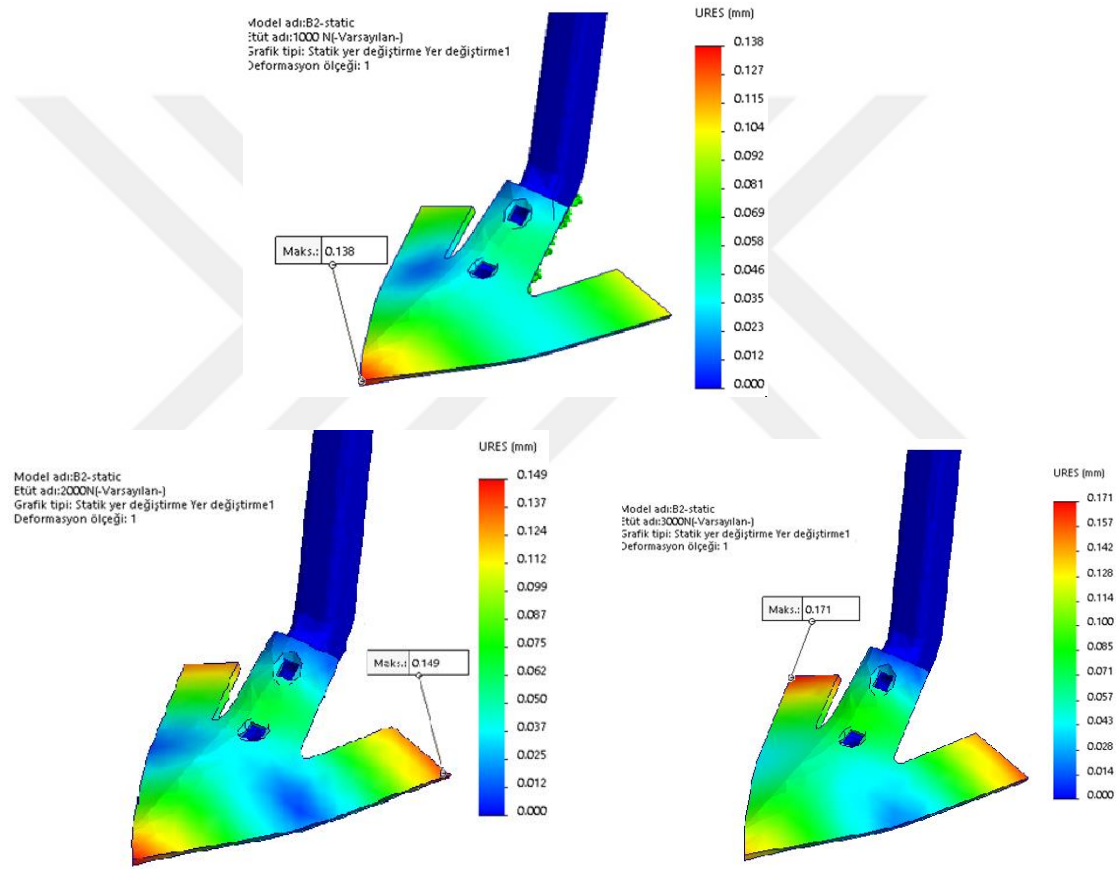 Model adı:B2-static
Etüt adı:1000 N(-Varsayılan-)
Grafik tipi: Statik yer değiştirme Yer değiştirme1
Deformasyon ölçeği: 1
URES (mm)
0.138
0.127
0.115
0.104
0.092
0.081
0.069
0.058
0.046
0.035
0.023
0.012
0.000
Maks.: 0.138
Model adı:B2-static
Etüt adı:2000N(-Varsayılan-)
Grafik tipi: Statik yer değiştirme Yer değiştirme1
Deformasyon ölçeği: 1
URES (mm)
0.149
0.137
0.124
0.112
0.099
0.087
0.075
0.062
0.050
0.037
0.025
0.012
0.000
Maks.: 0.149
Model adı:B2-static
Etüt adı:3000N(-Varsayılan-)
Grafik tipi: Statik yer değiştirme Yer değiştirme1
Deformasyon ölçeği: 1
URES (mm)
0.171
0.157
0.142
0.128
0.114
0.100
0.085
0.071
0.057
0.043
0.028
0.014
0.000
Maks.: 0.171